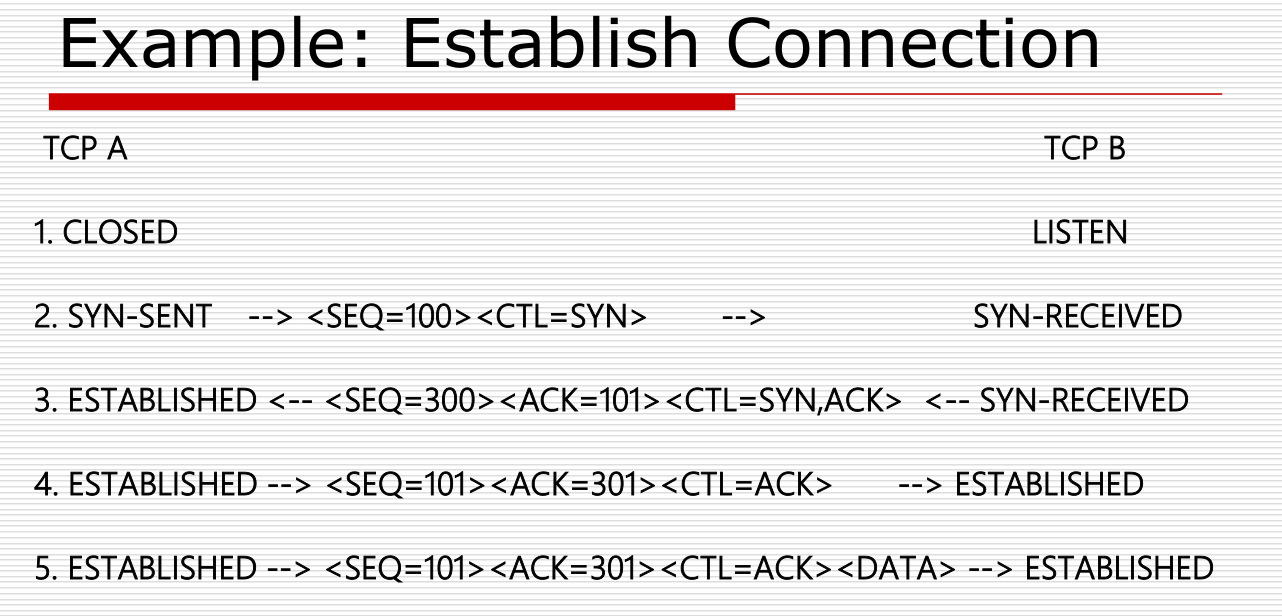 Example: Establish Connection
TCP A TCP B
1. CLOSED LISTEN
2. SYN-SENT --> <SEQ=100><CTL=SYN> --> SYN-RECEIVED
3. ESTABLISHED <-- <SEQ=300><ACK=101><CTL=SYN,ACK> <-- SYN-RECEIVED
4. ESTABLISHED --> <SEQ=101><ACK=301><CTL=ACK> --> ESTABLISHED
5. ESTABLISHED --> <SEQ=101><ACK=301><CTL=ACK><DATA> --> ESTABLISHED